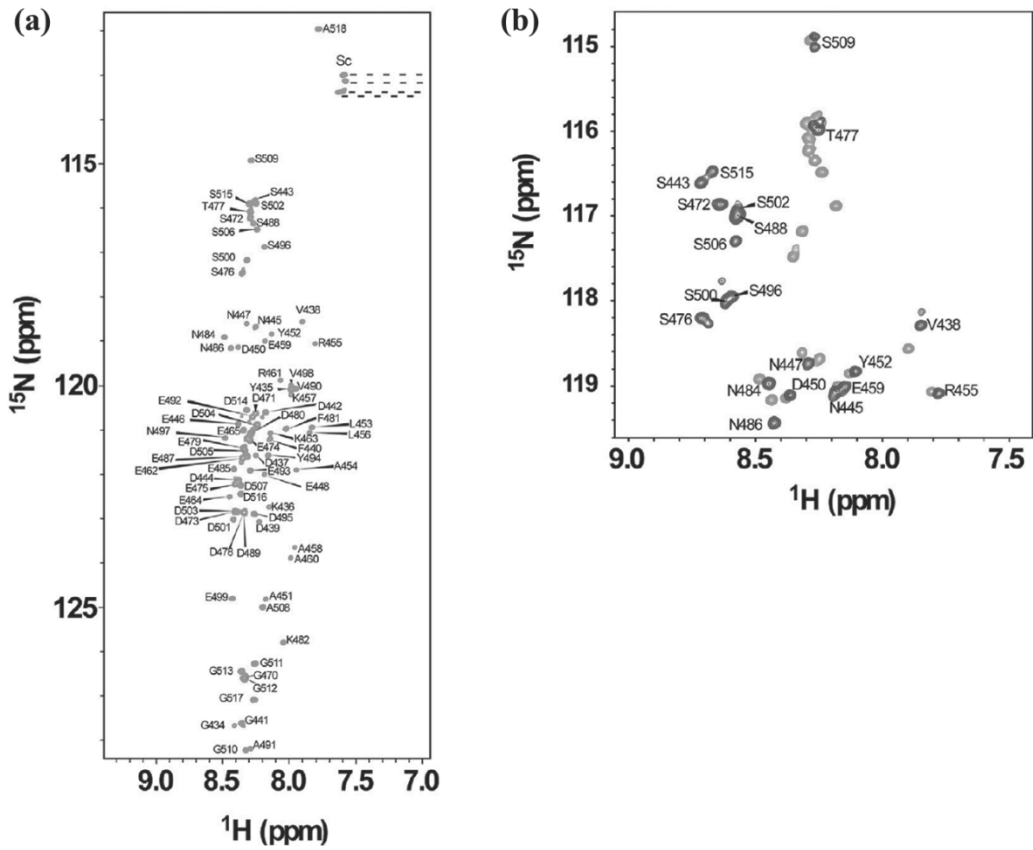 (a)
A518
Sc
115
S509
S515 S443
T477 S502
S472 S488
S506
S496
S500
S476
N447 N445 V438
N484 Y452
N486 D450 E459 R455
120
R461 V498
Y435 V490
D471 K457
E492 D514 D442
D504 D480 F481
E446 L453
N497 E465 K463 L456
E479 E474 F440
D505 Y494
E487 D437
E462 E485 E493 A454
D444 E448
E475 D507
E464 D516
K436
D503 D495
D473 D501 D439
D478 D489
A458
A460
E499 A451
125
A508
K482
G511
G513 G470
G512
G517
G434 G441
G510 A491
9.0 8.5 8.0 7.5 7.0
¹H (ppm)
¹⁵N (ppm)
(b)
115
S509
116
T477
S515
S443
S472 S502
117
S488
S506
118
S500 S496
S476
V438
N447 Y452
119
N484 D450 E459 R455
N445
N486
9.0 8.5 8.0 7.5
¹H (ppm)
¹⁵N (ppm)